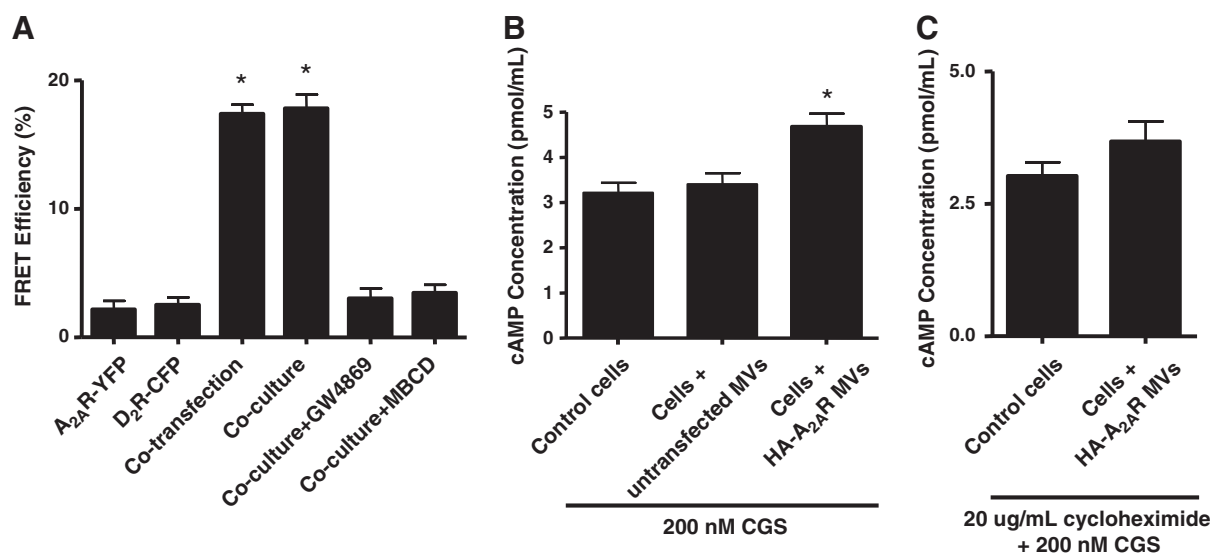 A
FRET Efficiency (%)
20
10
0
*
*
A2AR-YFP
D2R-CFP
Co-transfection
Co-culture
Co-culture+GW4869
Co-culture+MBCD
B
cAMP Concentration (pmol/mL)
5
4
3
2
1
0
*
Control cells
Cells +
untransfected MVs
Cells +
HA-A2AR MVs
200 nM CGS
C
cAMP Concentration (pmol/mL)
5.0
2.5
0.0
Control cells
Cells +
HA-A2AR MVs
20 ug/mL cycloheximide
+ 200 nM CGS